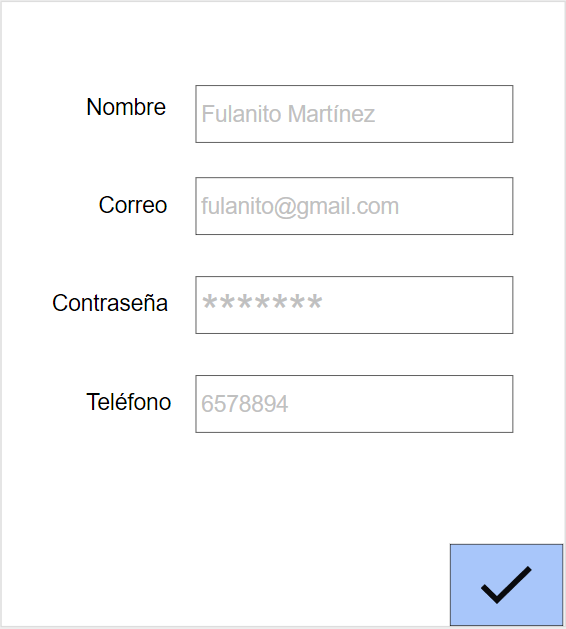 Nombre Fulanito Martínez
Correo fulanito@gmail.com
Contraseña *******
Teléfono 6578894